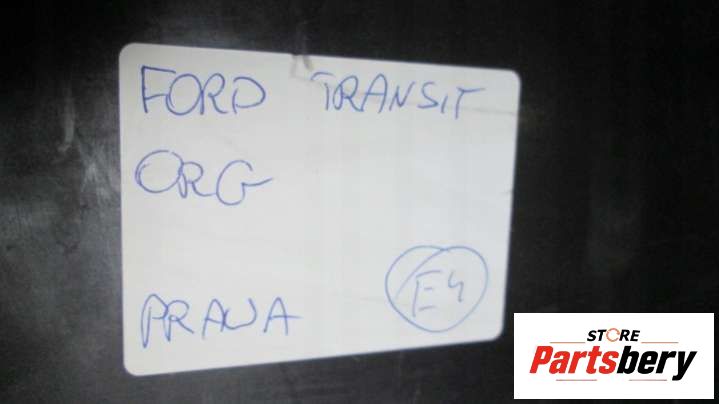 FORD TRANSIT
ORG
PRAWA
E4
STORE
Partsbery